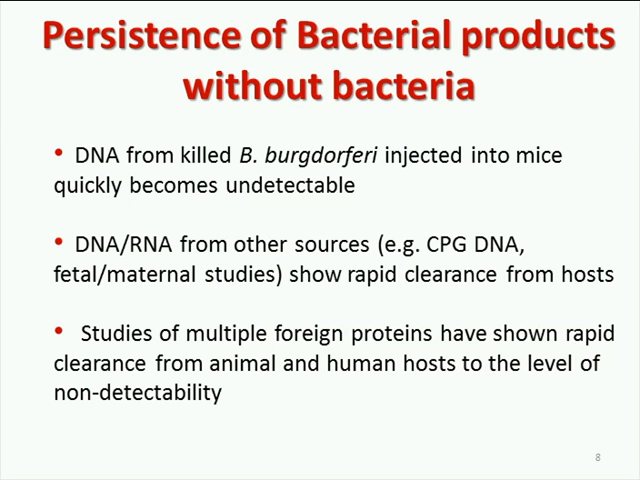 Persistence of Bacterial products
without bacteria
• DNA from killed B. burgdorferi injected into mice
quickly becomes undetectable
• DNA/RNA from other sources (e.g. CPG DNA,
fetal/maternal studies) show rapid clearance from hosts
• Studies of multiple foreign proteins have shown rapid
clearance from animal and human hosts to the level of
non-detectability
8